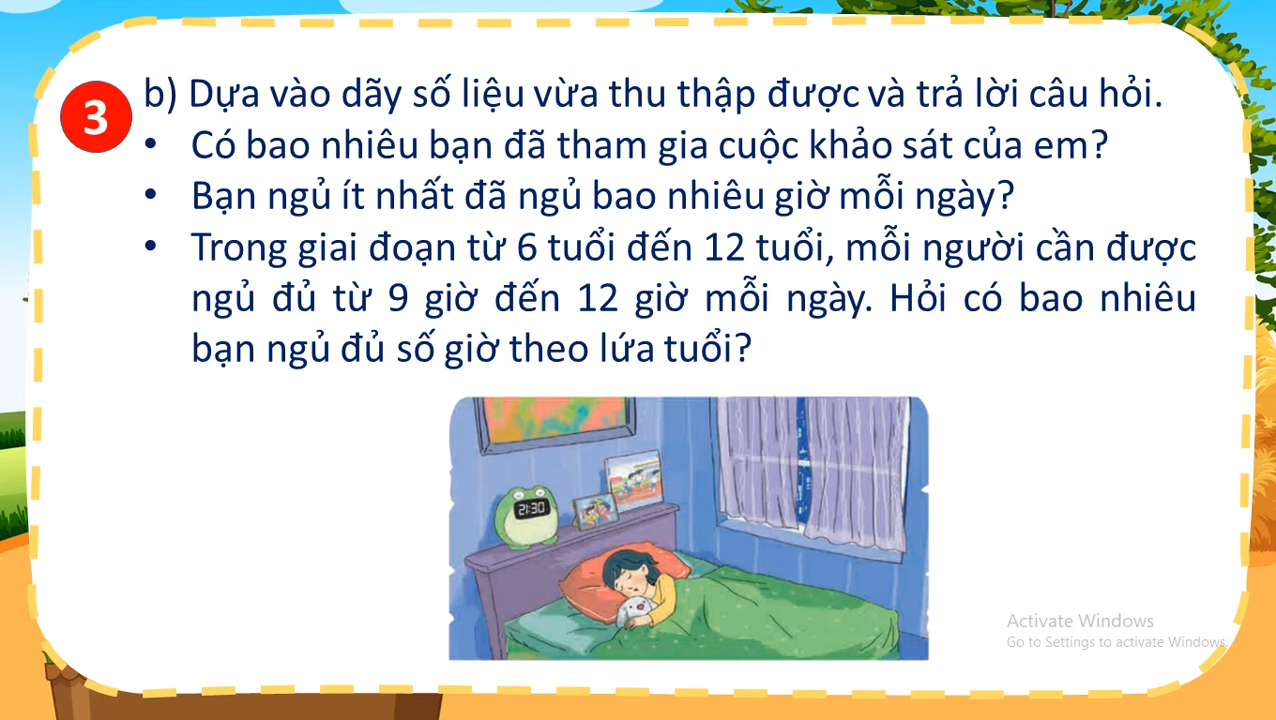 3
b) Dựa vào dãy số liệu vừa thu thập được và trả lời câu hỏi.
• Có bao nhiêu bạn đã tham gia cuộc khảo sát của em?
• Bạn ngủ ít nhất đã ngủ bao nhiêu giờ mỗi ngày?
• Trong giai đoạn từ 6 tuổi đến 12 tuổi, mỗi người cần được
ngủ đủ từ 9 giờ đến 12 giờ mỗi ngày. Hỏi có bao nhiêu
bạn ngủ đủ số giờ theo lứa tuổi?
21:30
Activate Windows
Go to Settings to activate Windows.